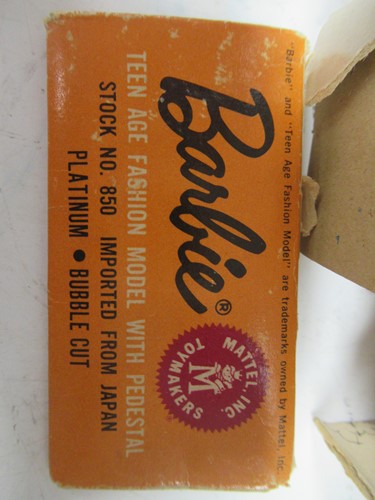 "Barbie" and "Teen Age Fashion Model" are trademarks owned by Mattel, Inc.
Barbie®
MATTEL, INC.
M
TOYMAKERS
TEEN AGE FASHION MODEL WITH PEDESTAL
STOCK NO. 850 IMPORTED FROM JAPAN
PLATINUM • BUBBLE CUT